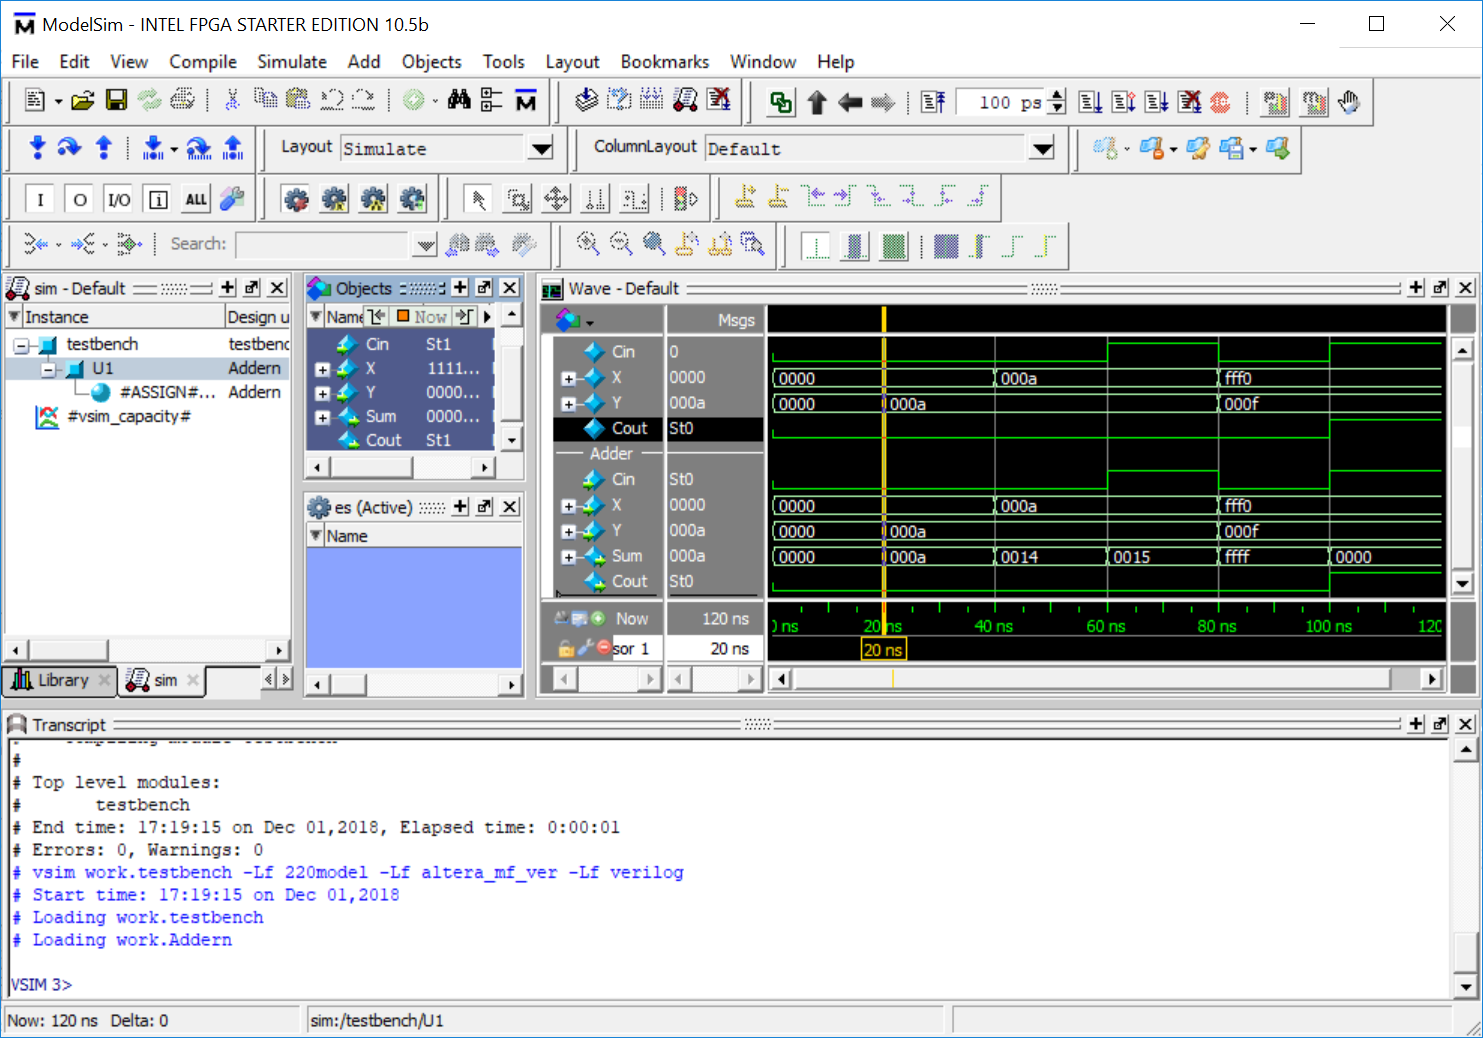 ModelSim - INTEL FPGA STARTER EDITION 10.5b
File Edit View Compile Simulate Add Objects Tools Layout Bookmarks Window Help
100 ps
Layout Simulate
ColumnLayout Default
I O I/O i ALL
Search:
sim - Default
Instance Design u
testbench testbenc
U1 Addern
#ASSIGN#... Addern
#vsim_capacity#
Library
sim
Objects
Name Now
Cin St1
X 1111...
Y 0000...
Sum 0000...
Cout St1
es (Active)
Name
Wave - Default
Msgs
Cin 0
X 0000 0000 000a fff0
Y 000a 0000 000a 000f
Cout St0
Adder
Cin St0
X 0000 0000 000a fff0
Y 000a 0000 000a 000f
Sum 000a 0000 000a 0014 0015 ffff 0000
Cout St0
Now 120 ns
ns 20 ns 40 ns 60 ns 80 ns 100 ns 120
sor 1 20 ns 20 ns
Transcript
#
# Top level modules:
# testbench
# End time: 17:19:15 on Dec 01,2018, Elapsed time: 0:00:01
# Errors: 0, Warnings: 0
# vsim work.testbench -Lf 220model -Lf altera_mf_ver -Lf verilog
# Start time: 17:19:15 on Dec 01,2018
# Loading work.testbench
# Loading work.Addern
VSIM 3>
Now: 120 ns Delta: 0
sim:/testbench/U1